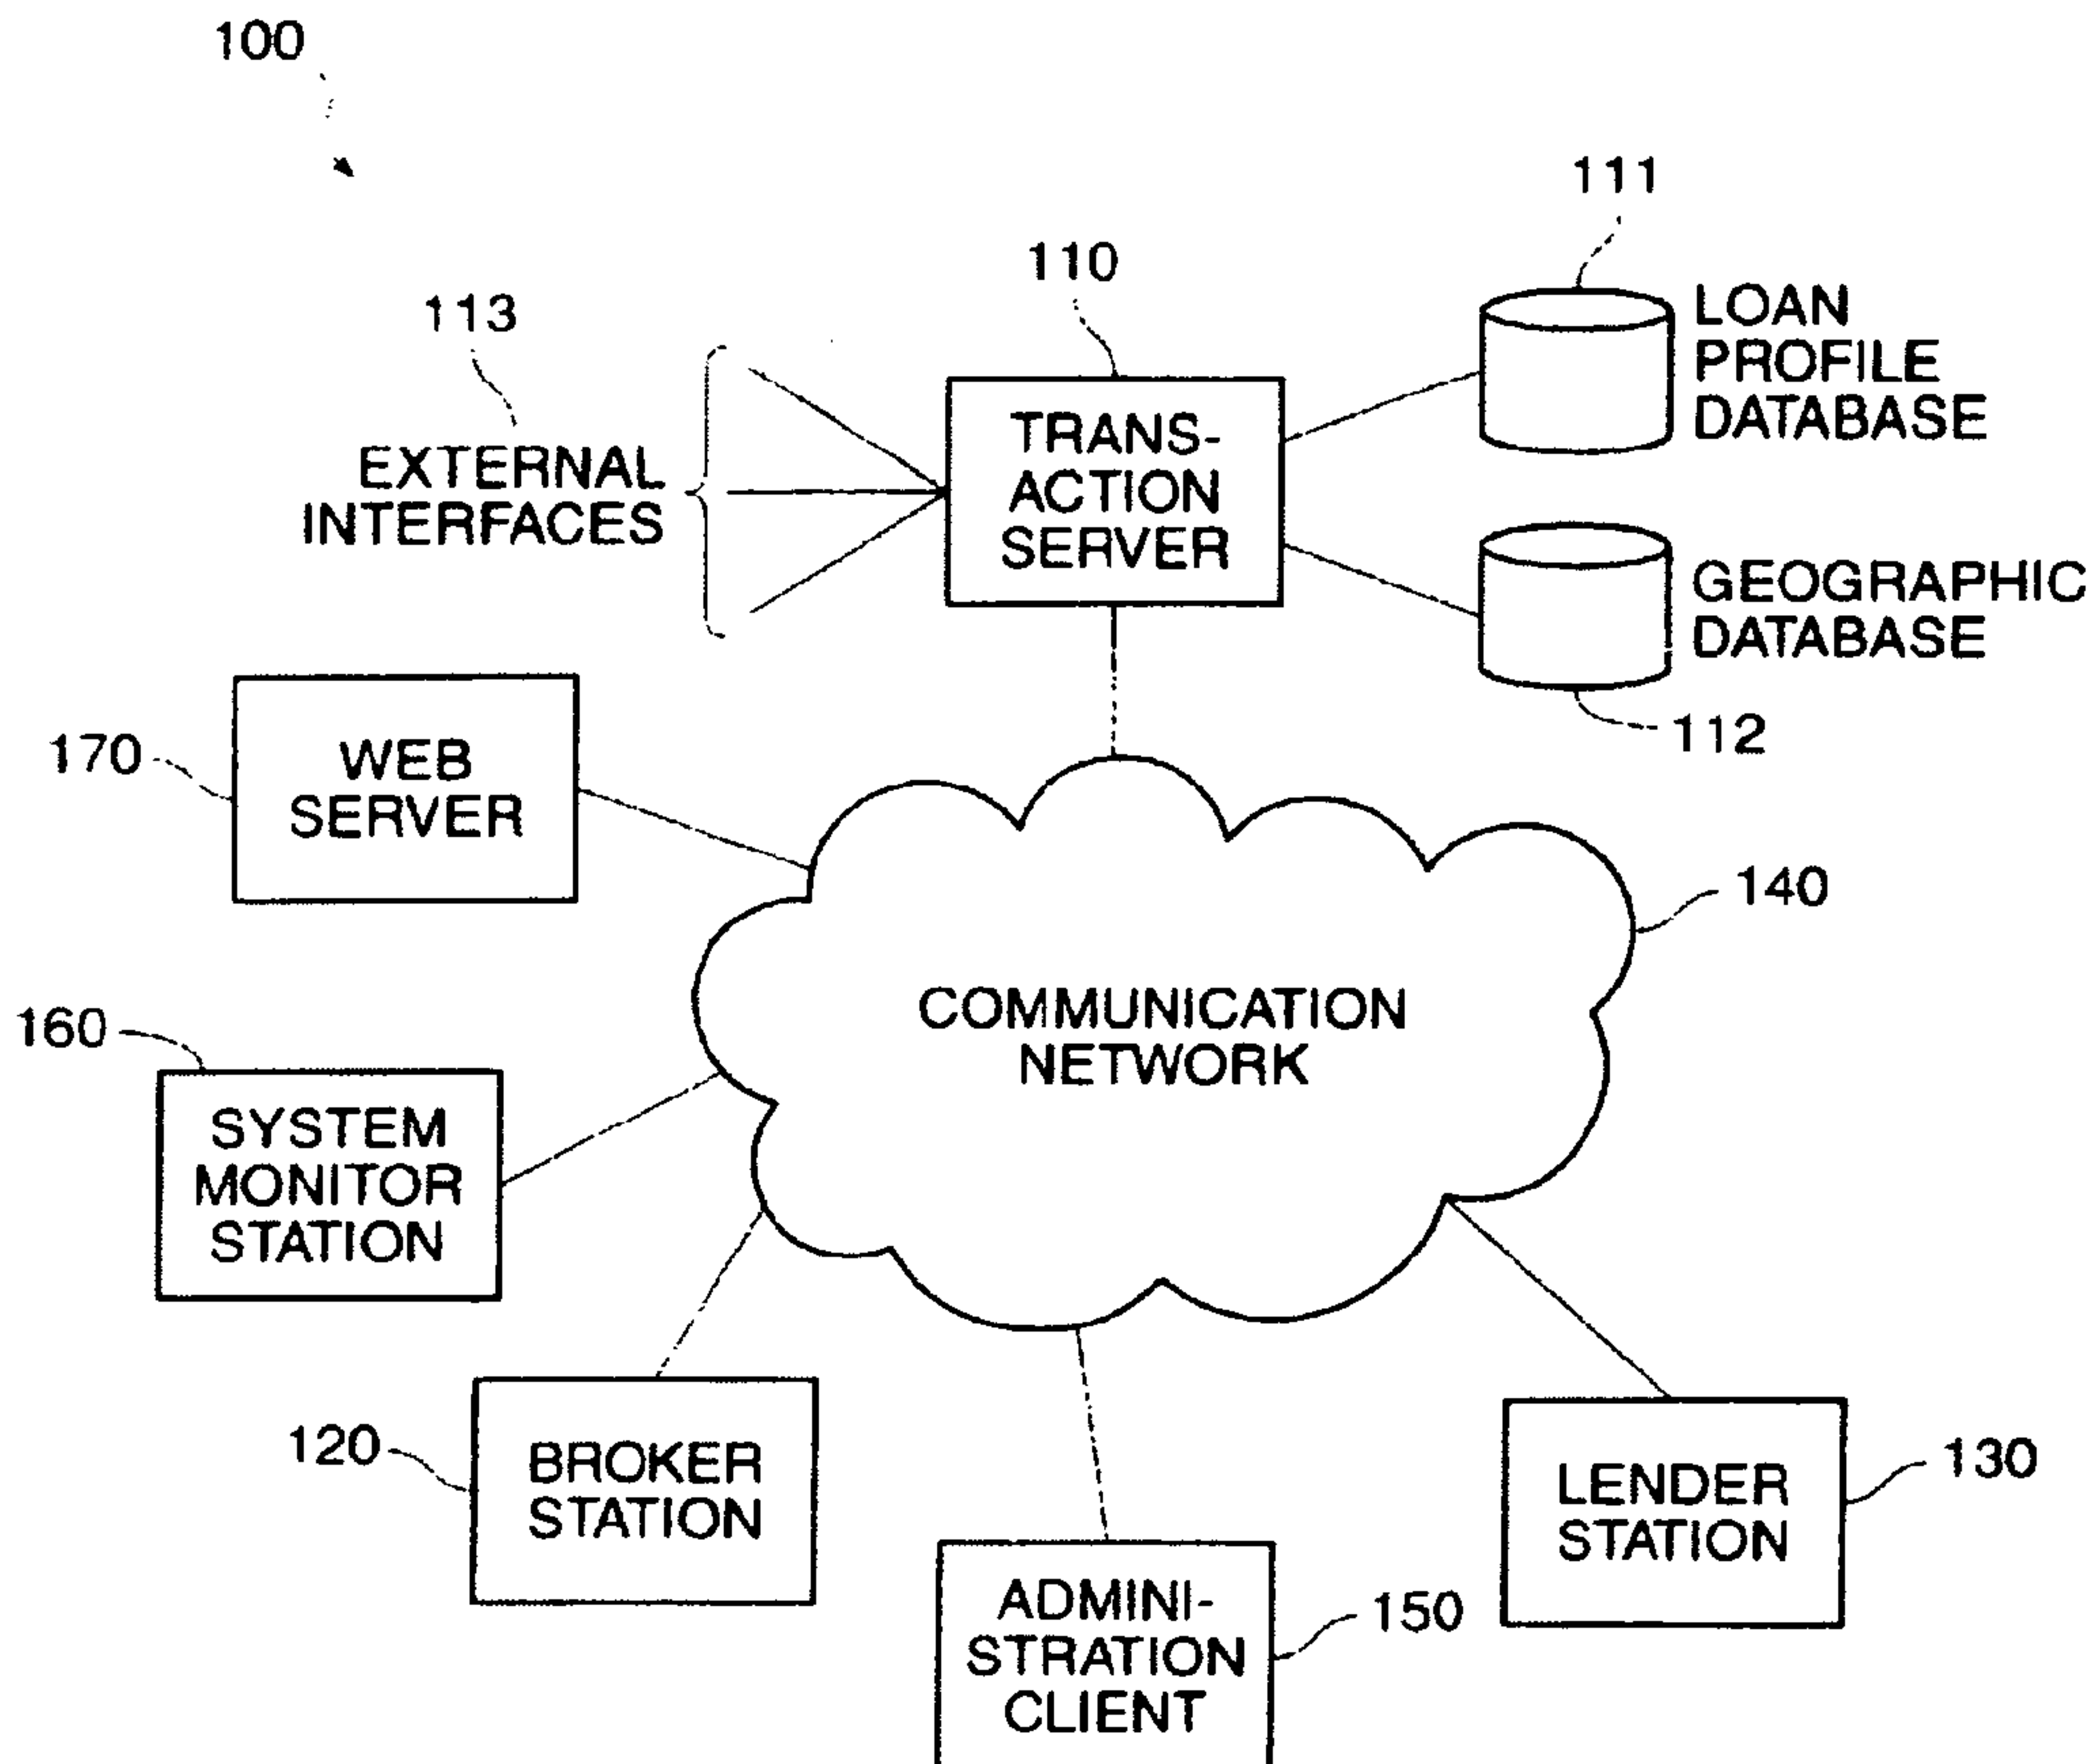 100
111
110
LOAN
PROFILE
DATABASE
113
TRANS-
ACTION
SERVER
EXTERNAL
INTERFACES
GEOGRAPHIC
DATABASE
112
170
WEB
SERVER
140
COMMUNICATION
NETWORK
160
SYSTEM
MONITOR
STATION
120
BROKER
STATION
130
LENDER
STATION
150
ADMINI-
STRATION
CLIENT